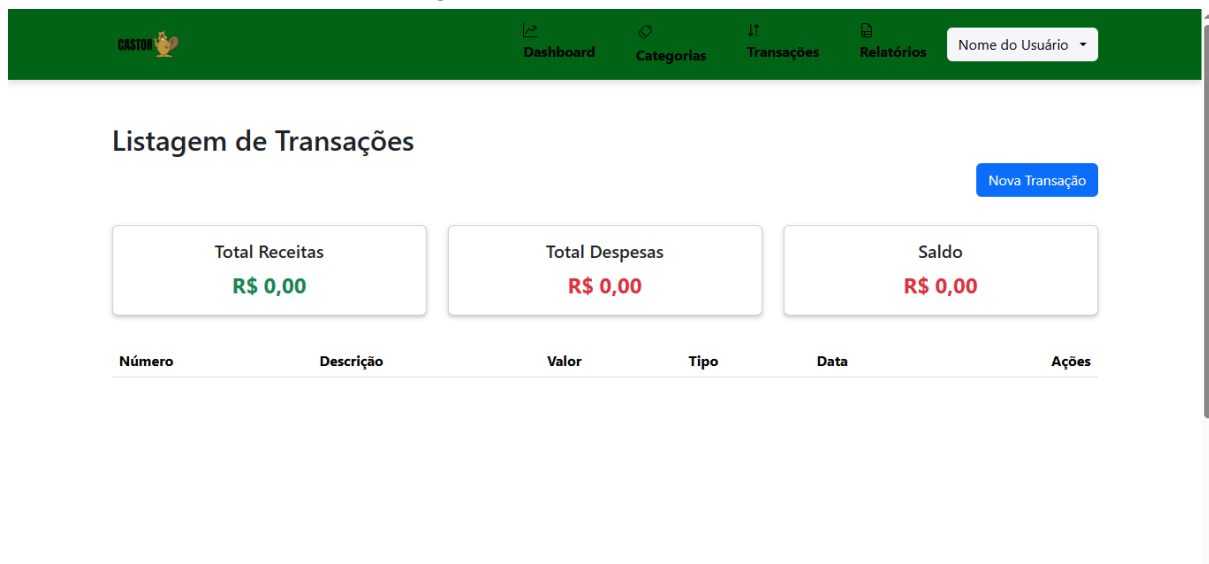 CASTOR
Dashboard
Categorias
Transações
Relatórios
Nome do Usuário
Listagem de Transações
Nova Transação
Total Receitas
R$ 0,00
Total Despesas
R$ 0,00
Saldo
R$ 0,00
Número Descrição Valor Tipo Data Ações